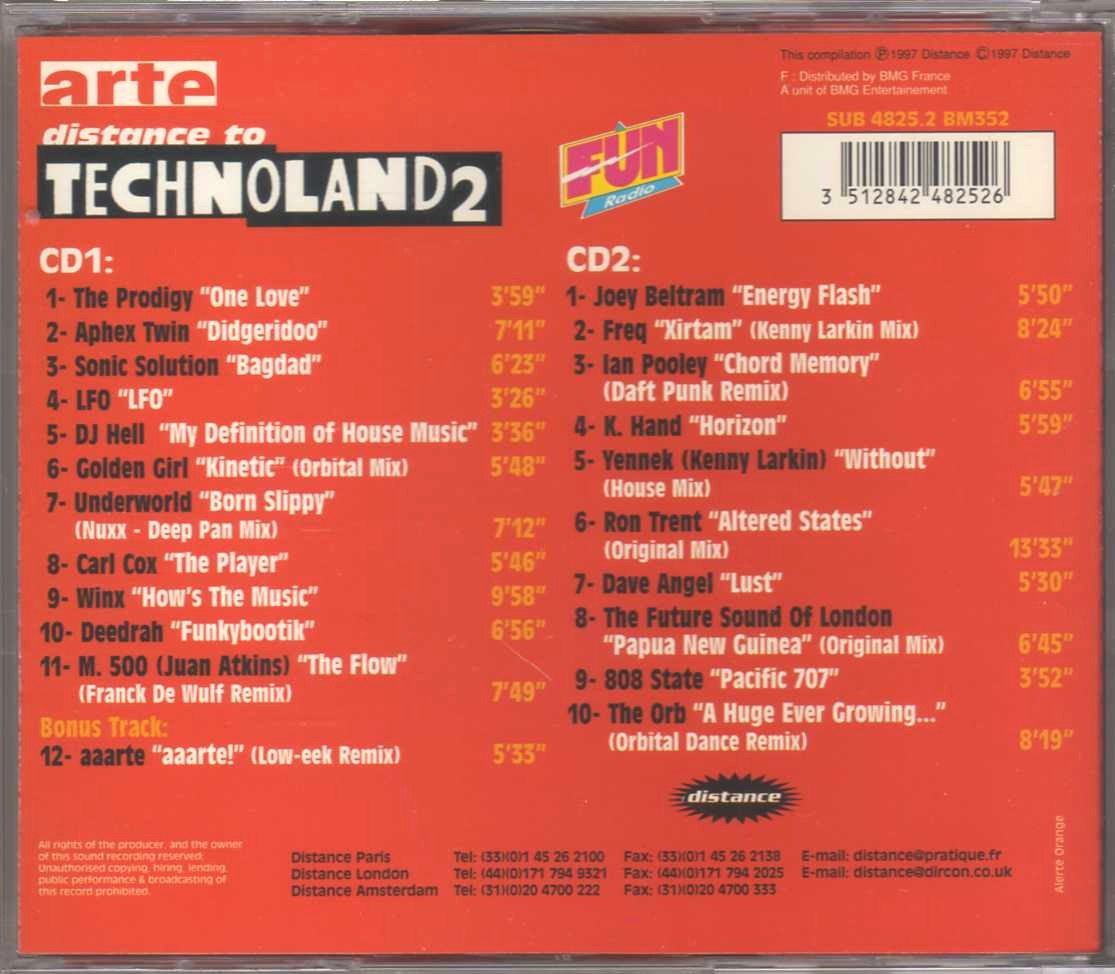 arte
distance to
TECHNOLAND2
FUN
Radio
This compilation Ⓟ1997 Distance ©1997 Distance
F : Distributed by BMG France
A unit of BMG Entertainement
SUB 4825.2 BM352
3 512842 482526
CD1:
1- The Prodigy “One Love” 3’59”
2- Aphex Twin “Didgeridoo” 7’11”
3- Sonic Solution “Bagdad” 6’23”
4- LFO “LFO” 3’26”
5- DJ Hell “My Definition of House Music” 3’36”
6- Golden Girl “Kinetic” (Orbital Mix) 5’48”
7- Underworld “Born Slippy”
(Nuxx - Deep Pan Mix) 7’12”
8- Carl Cox “The Player” 5’46”
9- Winx “How’s The Music” 9’58”
10- Deedrah “Funkybootik” 6’56”
11- M. 500 (Juan Atkins) “The Flow”
(Franck De Wulf Remix) 7’49”
Bonus Track:
12- aaarte “aaarte!” (Low-eek Remix) 5’33”
CD2:
1- Joey Beltram “Energy Flash” 5’50”
2- Freq “Xirtam” (Kenny Larkin Mix) 8’24”
3- Ian Pooley “Chord Memory”
(Daft Punk Remix) 6’55”
4- K. Hand “Horizon” 5’59”
5- Yennek (Kenny Larkin) “Without”
(House Mix) 5’47”
6- Ron Trent “Altered States”
(Original Mix) 13’33”
7- Dave Angel “Lust” 5’30”
8- The Future Sound Of London
“Papua New Guinea” (Original Mix) 6’45”
9- 808 State “Pacific 707” 3’52”
10- The Orb “A Huge Ever Growing...”
(Orbital Dance Remix) 8’19”
distance
All rights of the producer, and the owner
of this sound recording reserved;
Unauthorised copying, hiring, lending,
public performance & broadcasting of
this record prohibited.
Distance Paris Tel: (33)(0)1 45 26 2100 Fax: (33)(0)1 45 26 2138 E-mail: distance@pratique.fr
Distance London Tel: (44)(0)171 794 9321 Fax: (44)(0)171 794 2025 E-mail: distance@dircon.co.uk
Distance Amsterdam Tel: (31)(0)20 4700 222 Fax: (31)(0)20 4700 333
Alerte Orange